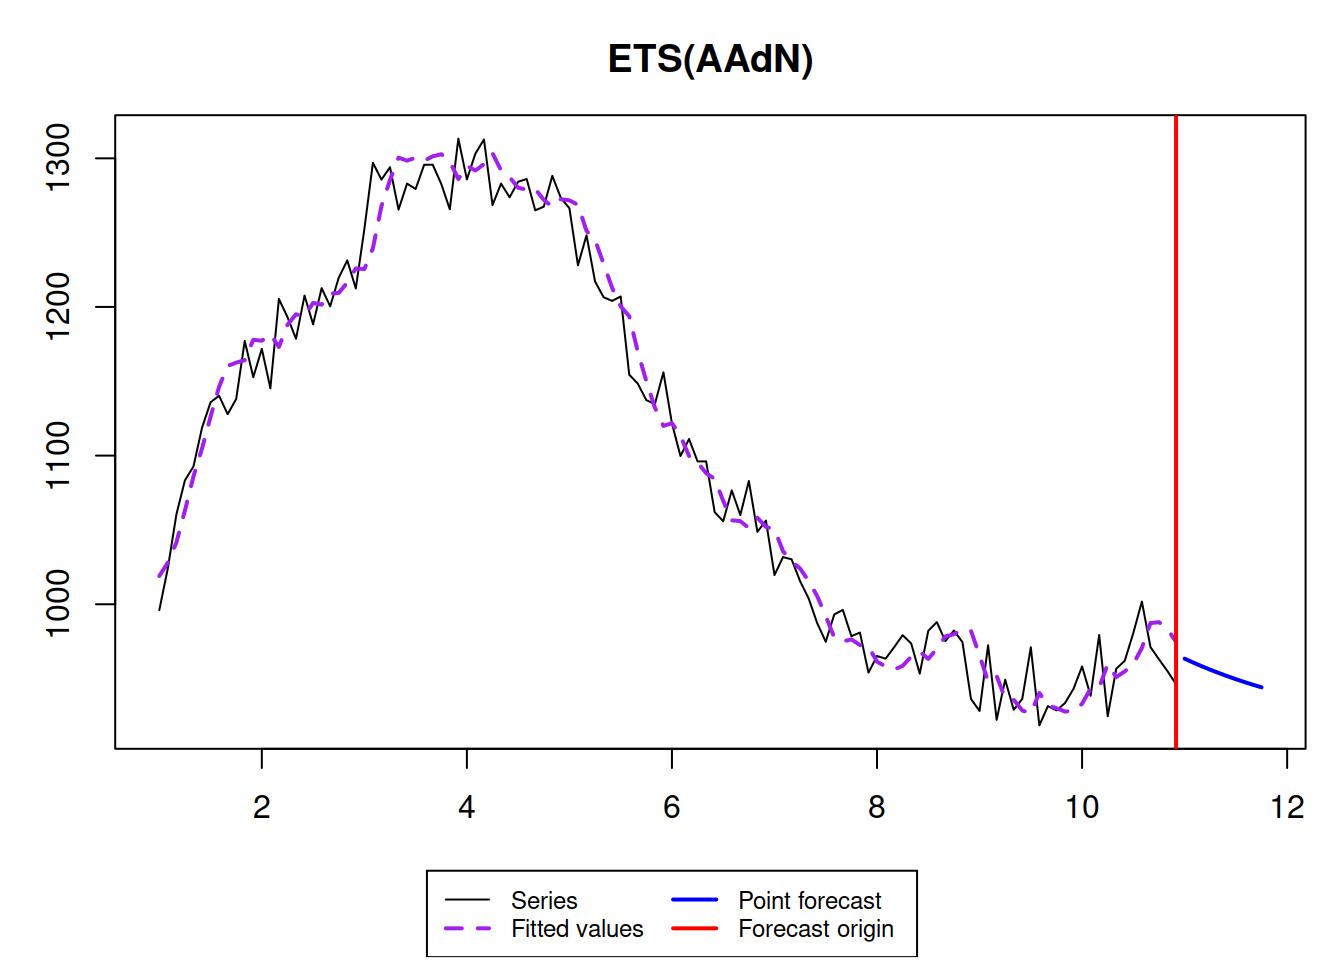 ETS(AAdN)
1300
1200
1100
1000
2 4 6 8 10 12
Series Point forecast
Fitted values Forecast origin